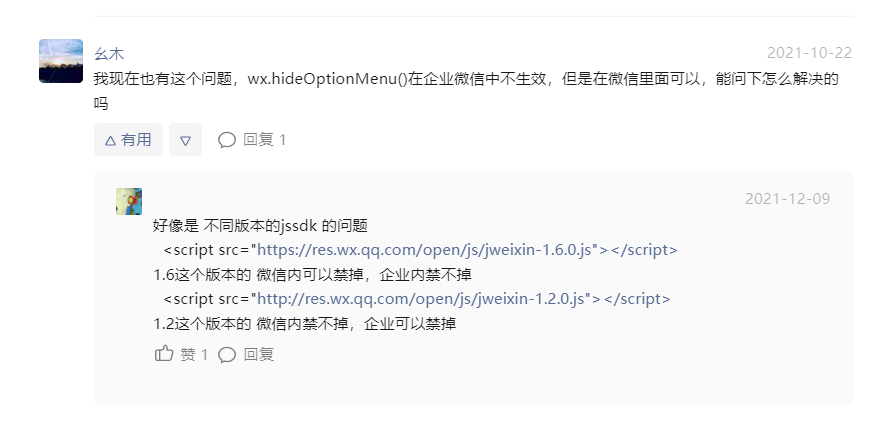 幺木
2021-10-22
我现在也有这个问题，wx.hideOptionMenu()在企业微信中不生效，但是在微信里面可以，能问下怎么解决的
吗
有用
回复 1
2021-12-09
好像是 不同版本的jssdk 的问题
<script src="https://res.wx.qq.com/open/js/jweixin-1.6.0.js"></script>
1.6这个版本的 微信内可以禁掉，企业内禁不掉
<script src="http://res.wx.qq.com/open/js/jweixin-1.2.0.js"></script>
1.2这个版本的 微信内禁不掉，企业可以禁掉
赞 1 回复